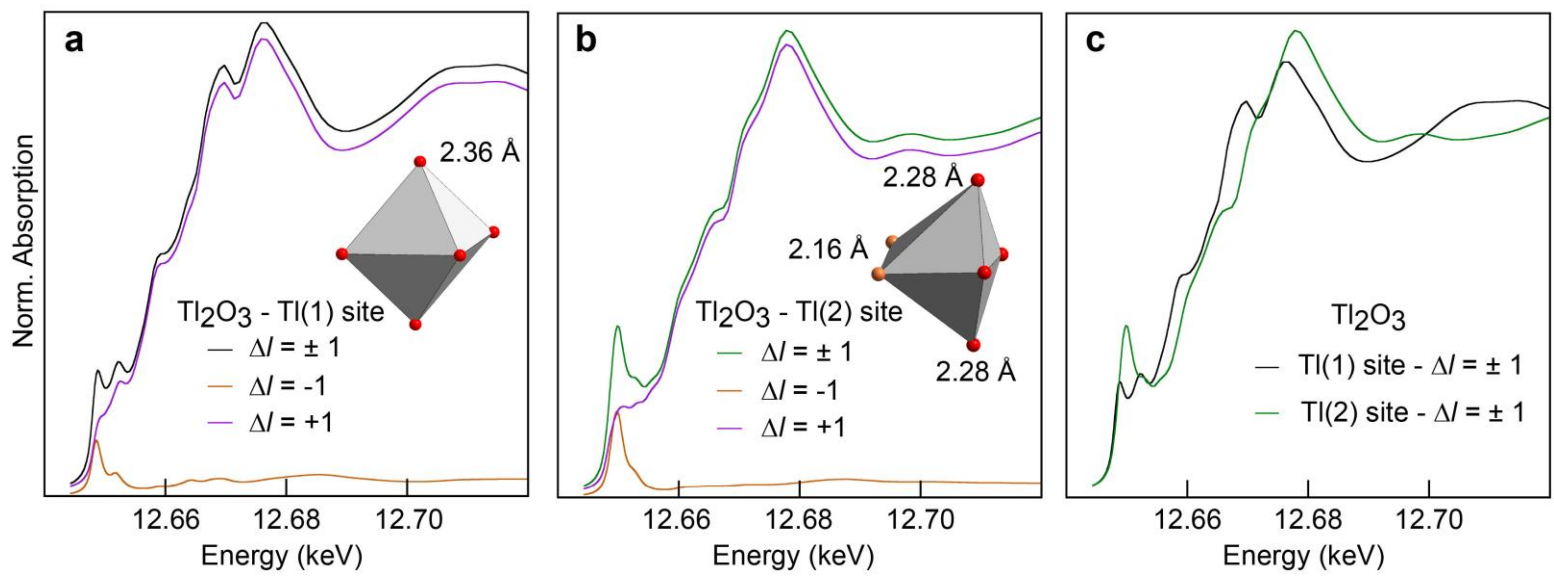 a
Norm. Absorption
2.36 Å
Tl2O3 - Tl(1) site
Δl = ± 1
Δl = -1
Δl = +1
12.66 12.68 12.70
Energy (keV)
b
2.28 Å
2.16 Å
2.28 Å
Tl2O3 - Tl(2) site
Δl = ± 1
Δl = -1
Δl = +1
12.66 12.68 12.70
Energy (keV)
c
Tl2O3
Tl(1) site - Δl = ± 1
Tl(2) site - Δl = ± 1
12.66 12.68 12.70
Energy (keV)